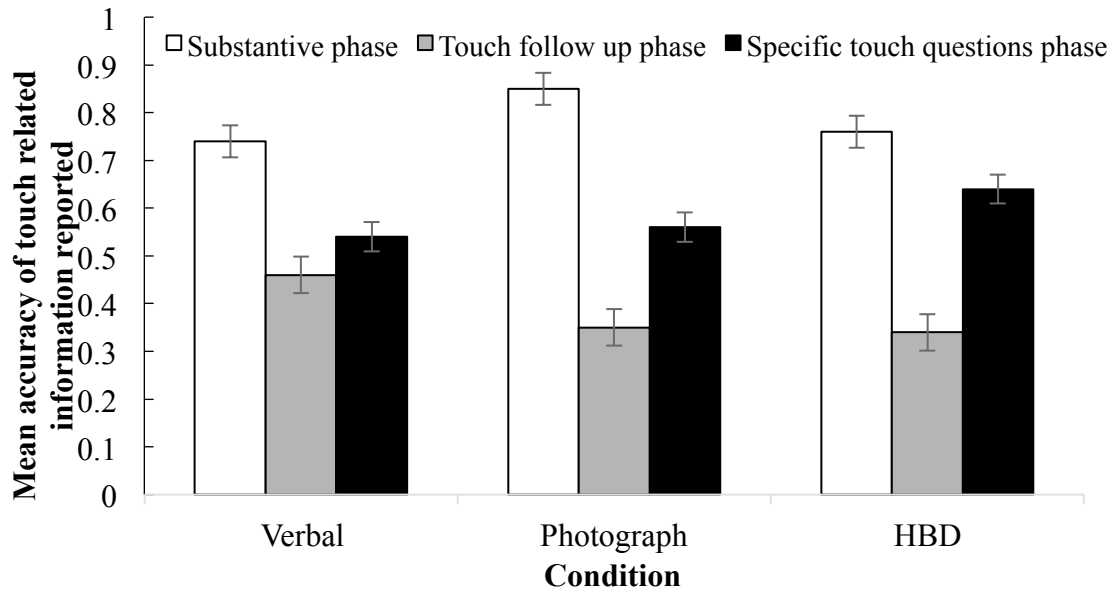 Substantive phase Touch follow up phase Specific touch questions phase
Mean accuracy of touch related
information reported
1
0.9
0.8
0.7
0.6
0.5
0.4
0.3
0.2
0.1
0
Verbal Photograph HBD
Condition